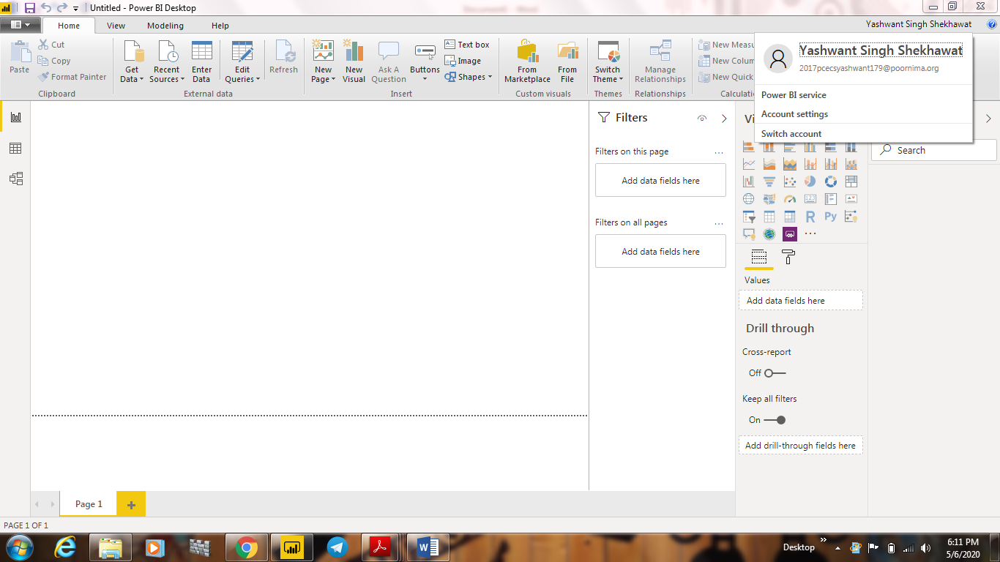 Untitled - Power BI Desktop
Home View Modeling Help Yashwant Singh Shekhawat
Paste
Cut
Copy
Format Painter
Clipboard
Get Data
Recent Sources
Enter Data
Edit Queries
Refresh
External data
New Page
New Visual
Ask A Question
Buttons
Text box
Image
Shapes
Insert
From Marketplace
From File
Custom visuals
Switch Theme
Themes
Manage Relationships
Relationships
New
New
New Quick
Yashwant Singh Shekhawat
2017pcecsyashwant179@poornima.org
Power BI service
Account settings
Switch account
Filters
Filters on this page ...
Add data fields here
Filters on all pages ...
Add data fields here
Search
123
R Py
...
Values
Add data fields here
Drill through
Cross-report
Off
Keep all filters
On
Add drill-through fields here
Page 1
PAGE 1 OF 1
Desktop
6:11 PM
5/6/2020